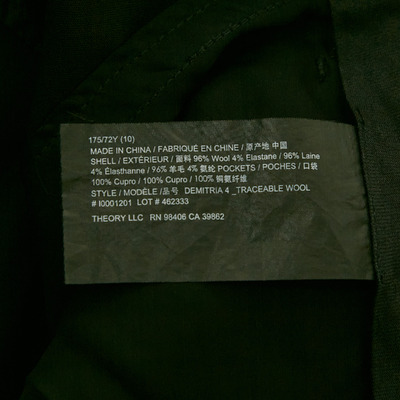 175/72Y (10)
MADE IN CHINA / FABRIQUÉ EN CHINE / 原产地 中国
SHELL / EXTÉRIEUR / 面料 96% Wool 4% Elastane / 96% Laine
4% Élasthanne / 96% 羊毛 4% 氨纶 POCKETS / POCHES / 口袋
100% Cupro / 100% Cupro / 100% 铜氨纤维
STYLE / MODÈLE /品号 DEMITRIA 4 _TRACEABLE WOOL
# I0001201 LOT # 462333
THEORY LLC RN 98406 CA 39862